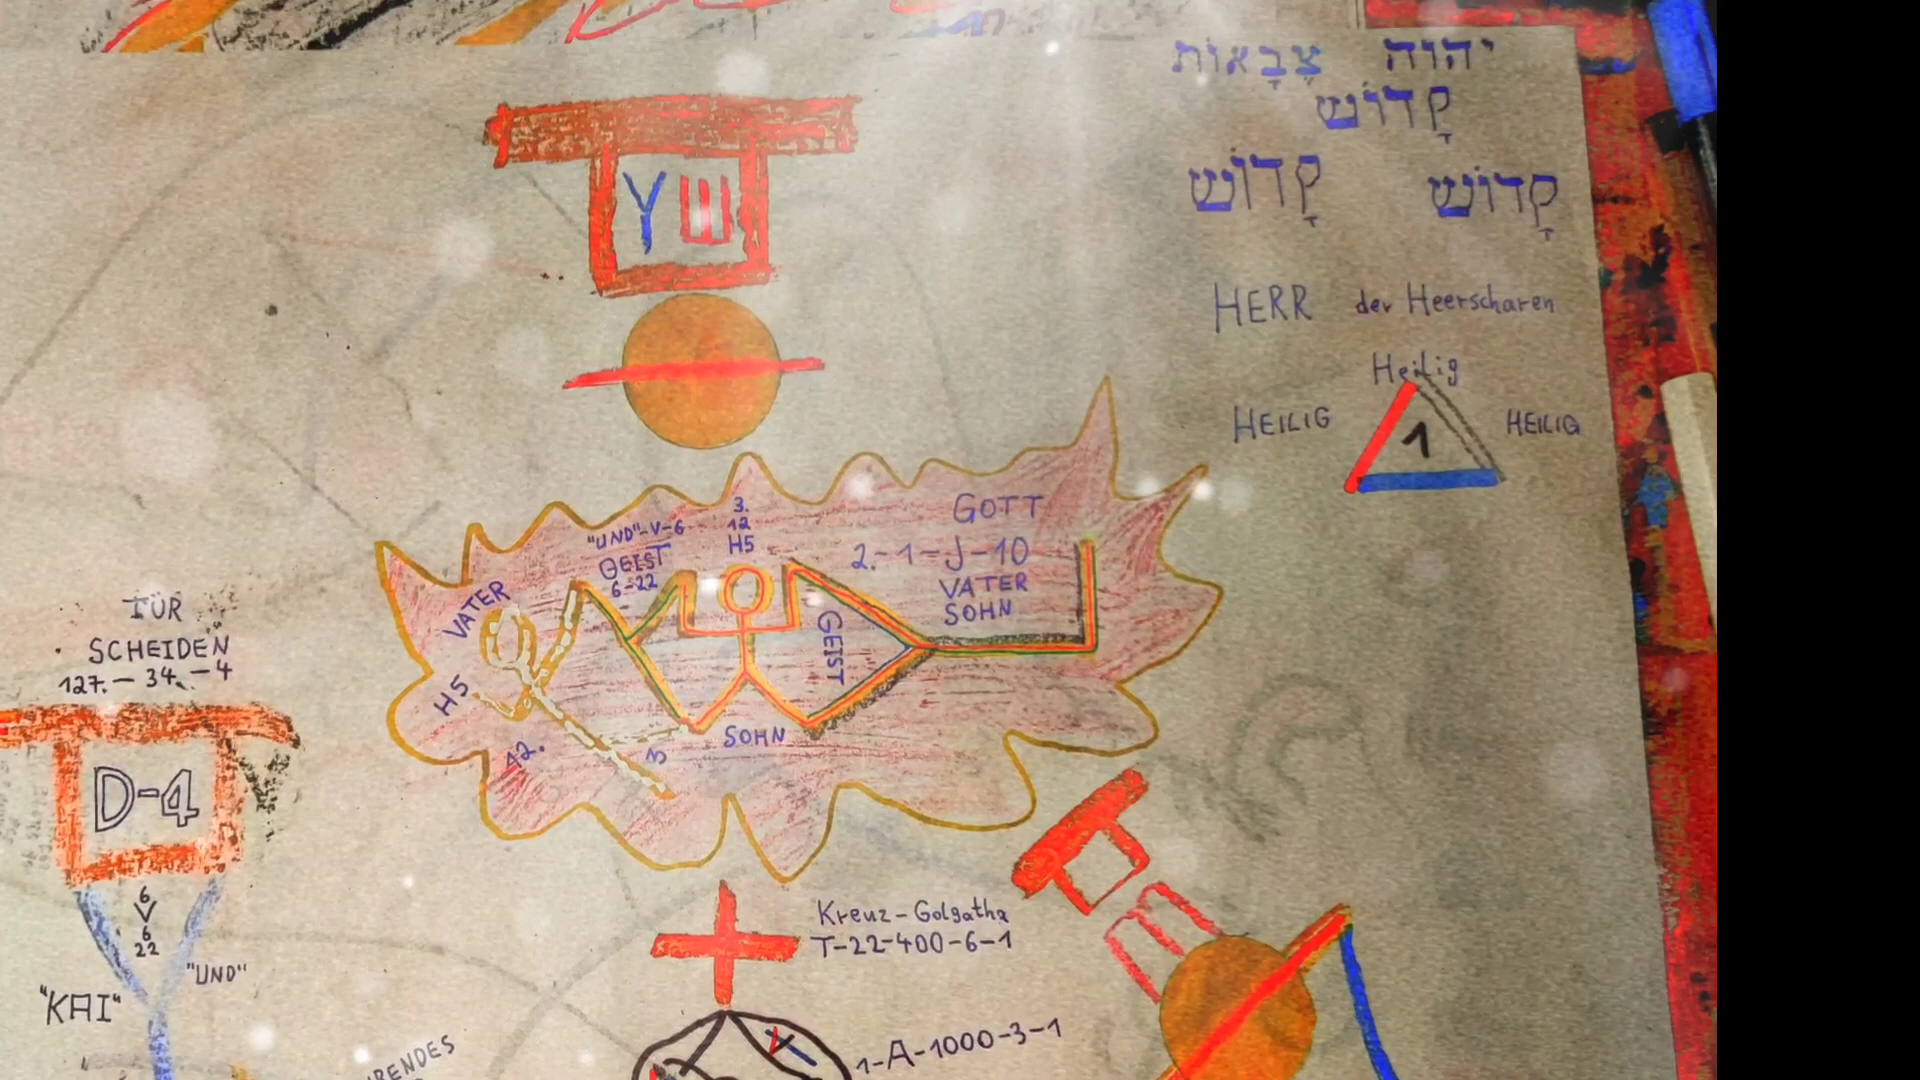 יהוה צְבָאוֹת
קָדוֹשׁ
קָדוֹשׁ קָדוֹשׁ
HERR der Heerscharen
Heilig
HEILIG 1 HEILIG
Y Ш
GOTT
2.-1-J-10
VATER
SOHN
3.
12
H5
"UND"-V-6
GEIST
6-22
VATER
H5
12.
GEIST
SOHN
TÜR
SCHEIDEN
127.-34.-4
D-4
6
V
6
22
"UND"
"KAI"
Kreuz-Golgatha
T-22-400-6-1
1-A-1000-3-1